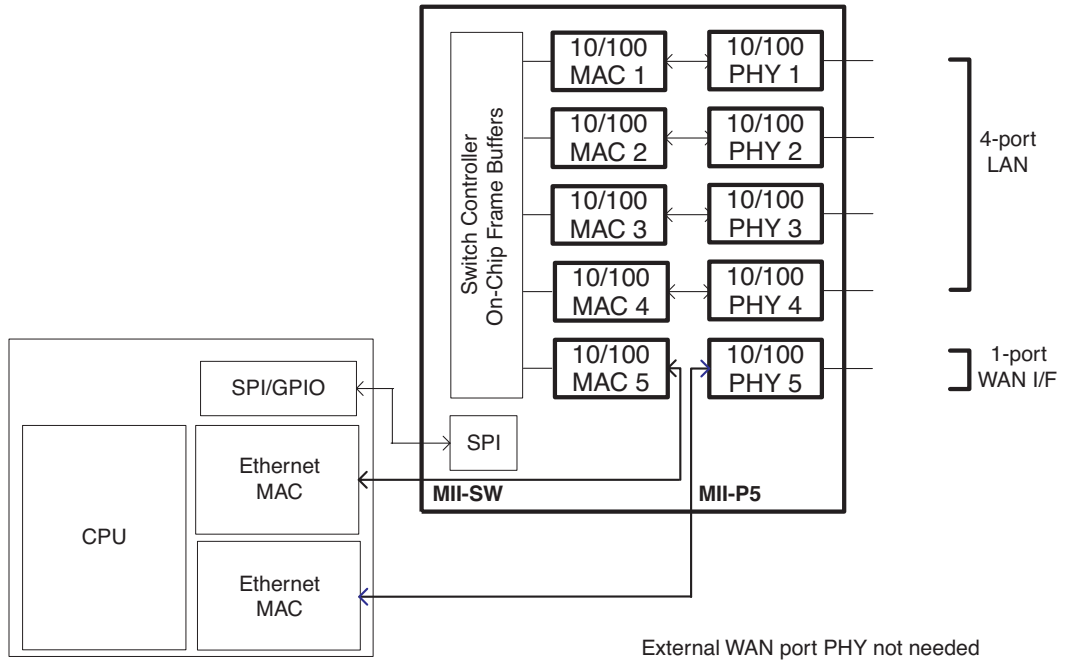 10/100
MAC 1
10/100
PHY 1
10/100
MAC 2
10/100
PHY 2
10/100
MAC 3
10/100
PHY 3
10/100
MAC 4
10/100
PHY 4
10/100
MAC 5
10/100
PHY 5
Switch Controller
On-Chip Frame Buffers
4-port
LAN
1-port
WAN I/F
SPI/GPIO
SPI
Ethernet
MAC
MII-SW
MII-P5
CPU
Ethernet
MAC
External WAN port PHY not needed